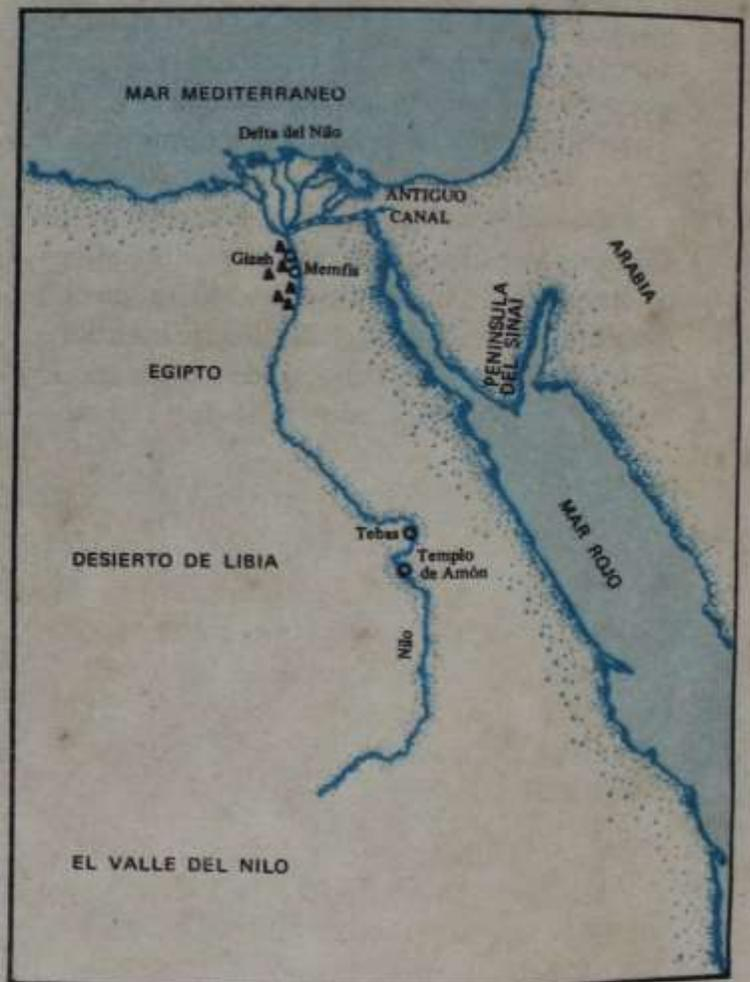 MAR MEDITERRANEO
Delta del Nilo
ANTIGUO
CANAL
Gizeh
Memfis
ARABIA
PENINSULA
DEL SINAI
EGIPTO
MAR ROJO
Tebas
Templo
de Amón
DESIERTO DE LIBIA
Nilo
EL VALLE DEL NILO